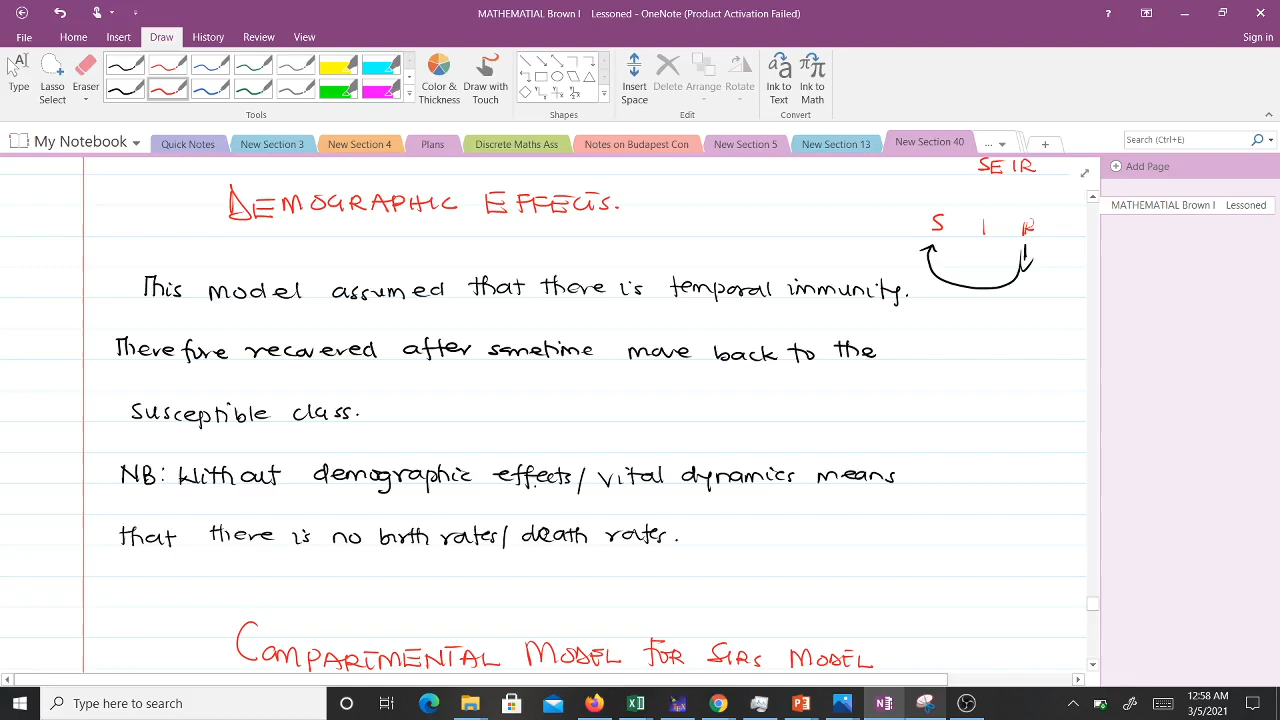 MATHEMATIAL Brown I Lessoned - OneNote (Product Activation Failed)
File Home Insert Draw History Review View Sign in
Type Lasso Select Eraser Color & Thickness Draw with Touch Insert Space Delete Arrange Rotate Ink to Text Ink to Math
Tools Shapes Edit Convert
My Notebook Quick Notes New Section 3 New Section 4 Plans Discrete Maths Ass Notes on Budapest Con New Section 5 New Section 13 New Section 40 ... Search (Ctrl+E)
Add Page
MATHEMATIAL Brown I Lessoned
SEIR
DEMOGRAPHIC EFFECTS.
S I R
This model assumed that there is temporal immunity.
Therefore recovered after sometime move back to the
susceptible class.
NB: Without demographic effects/ vital dynamics means
that there is no birth rates/ death rates.
COMPARTMENTAL MODEL FOR SIRS MODEL
Type here to search
12:58 AM
3/5/2021